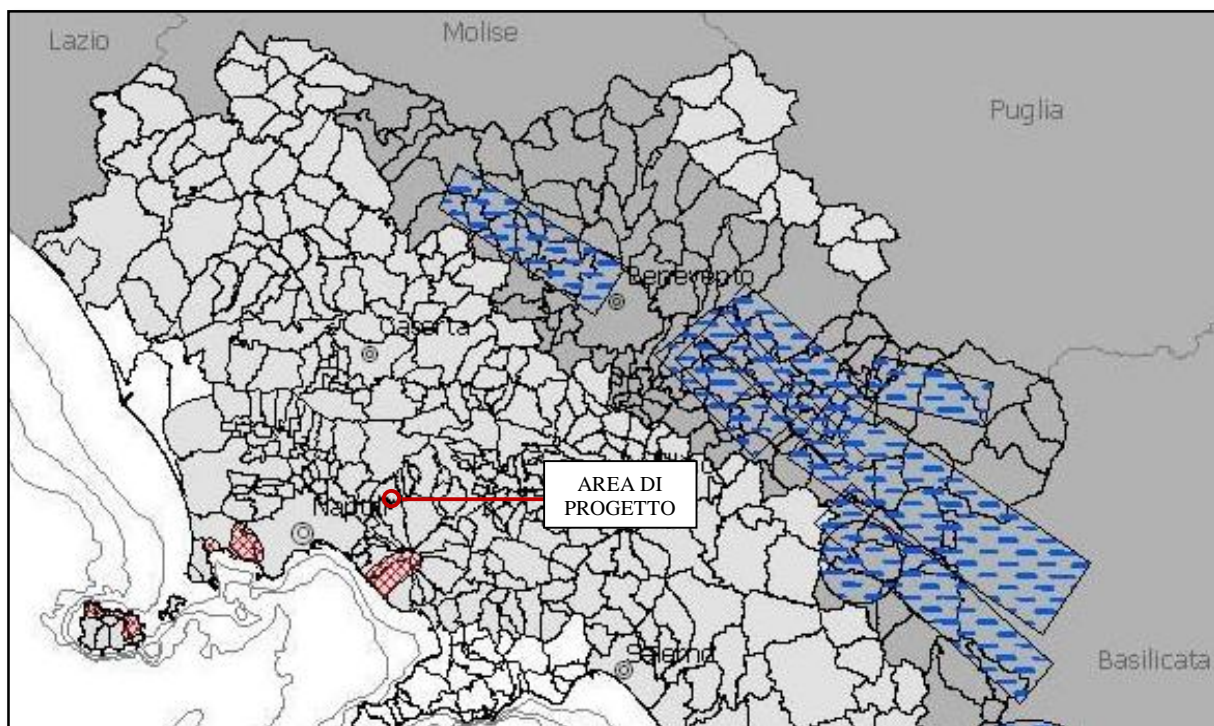 Lazio
Molise
Puglia
Benevento
Caserta
AREA DI
PROGETTO
Napoli
Salerno
Basilicata